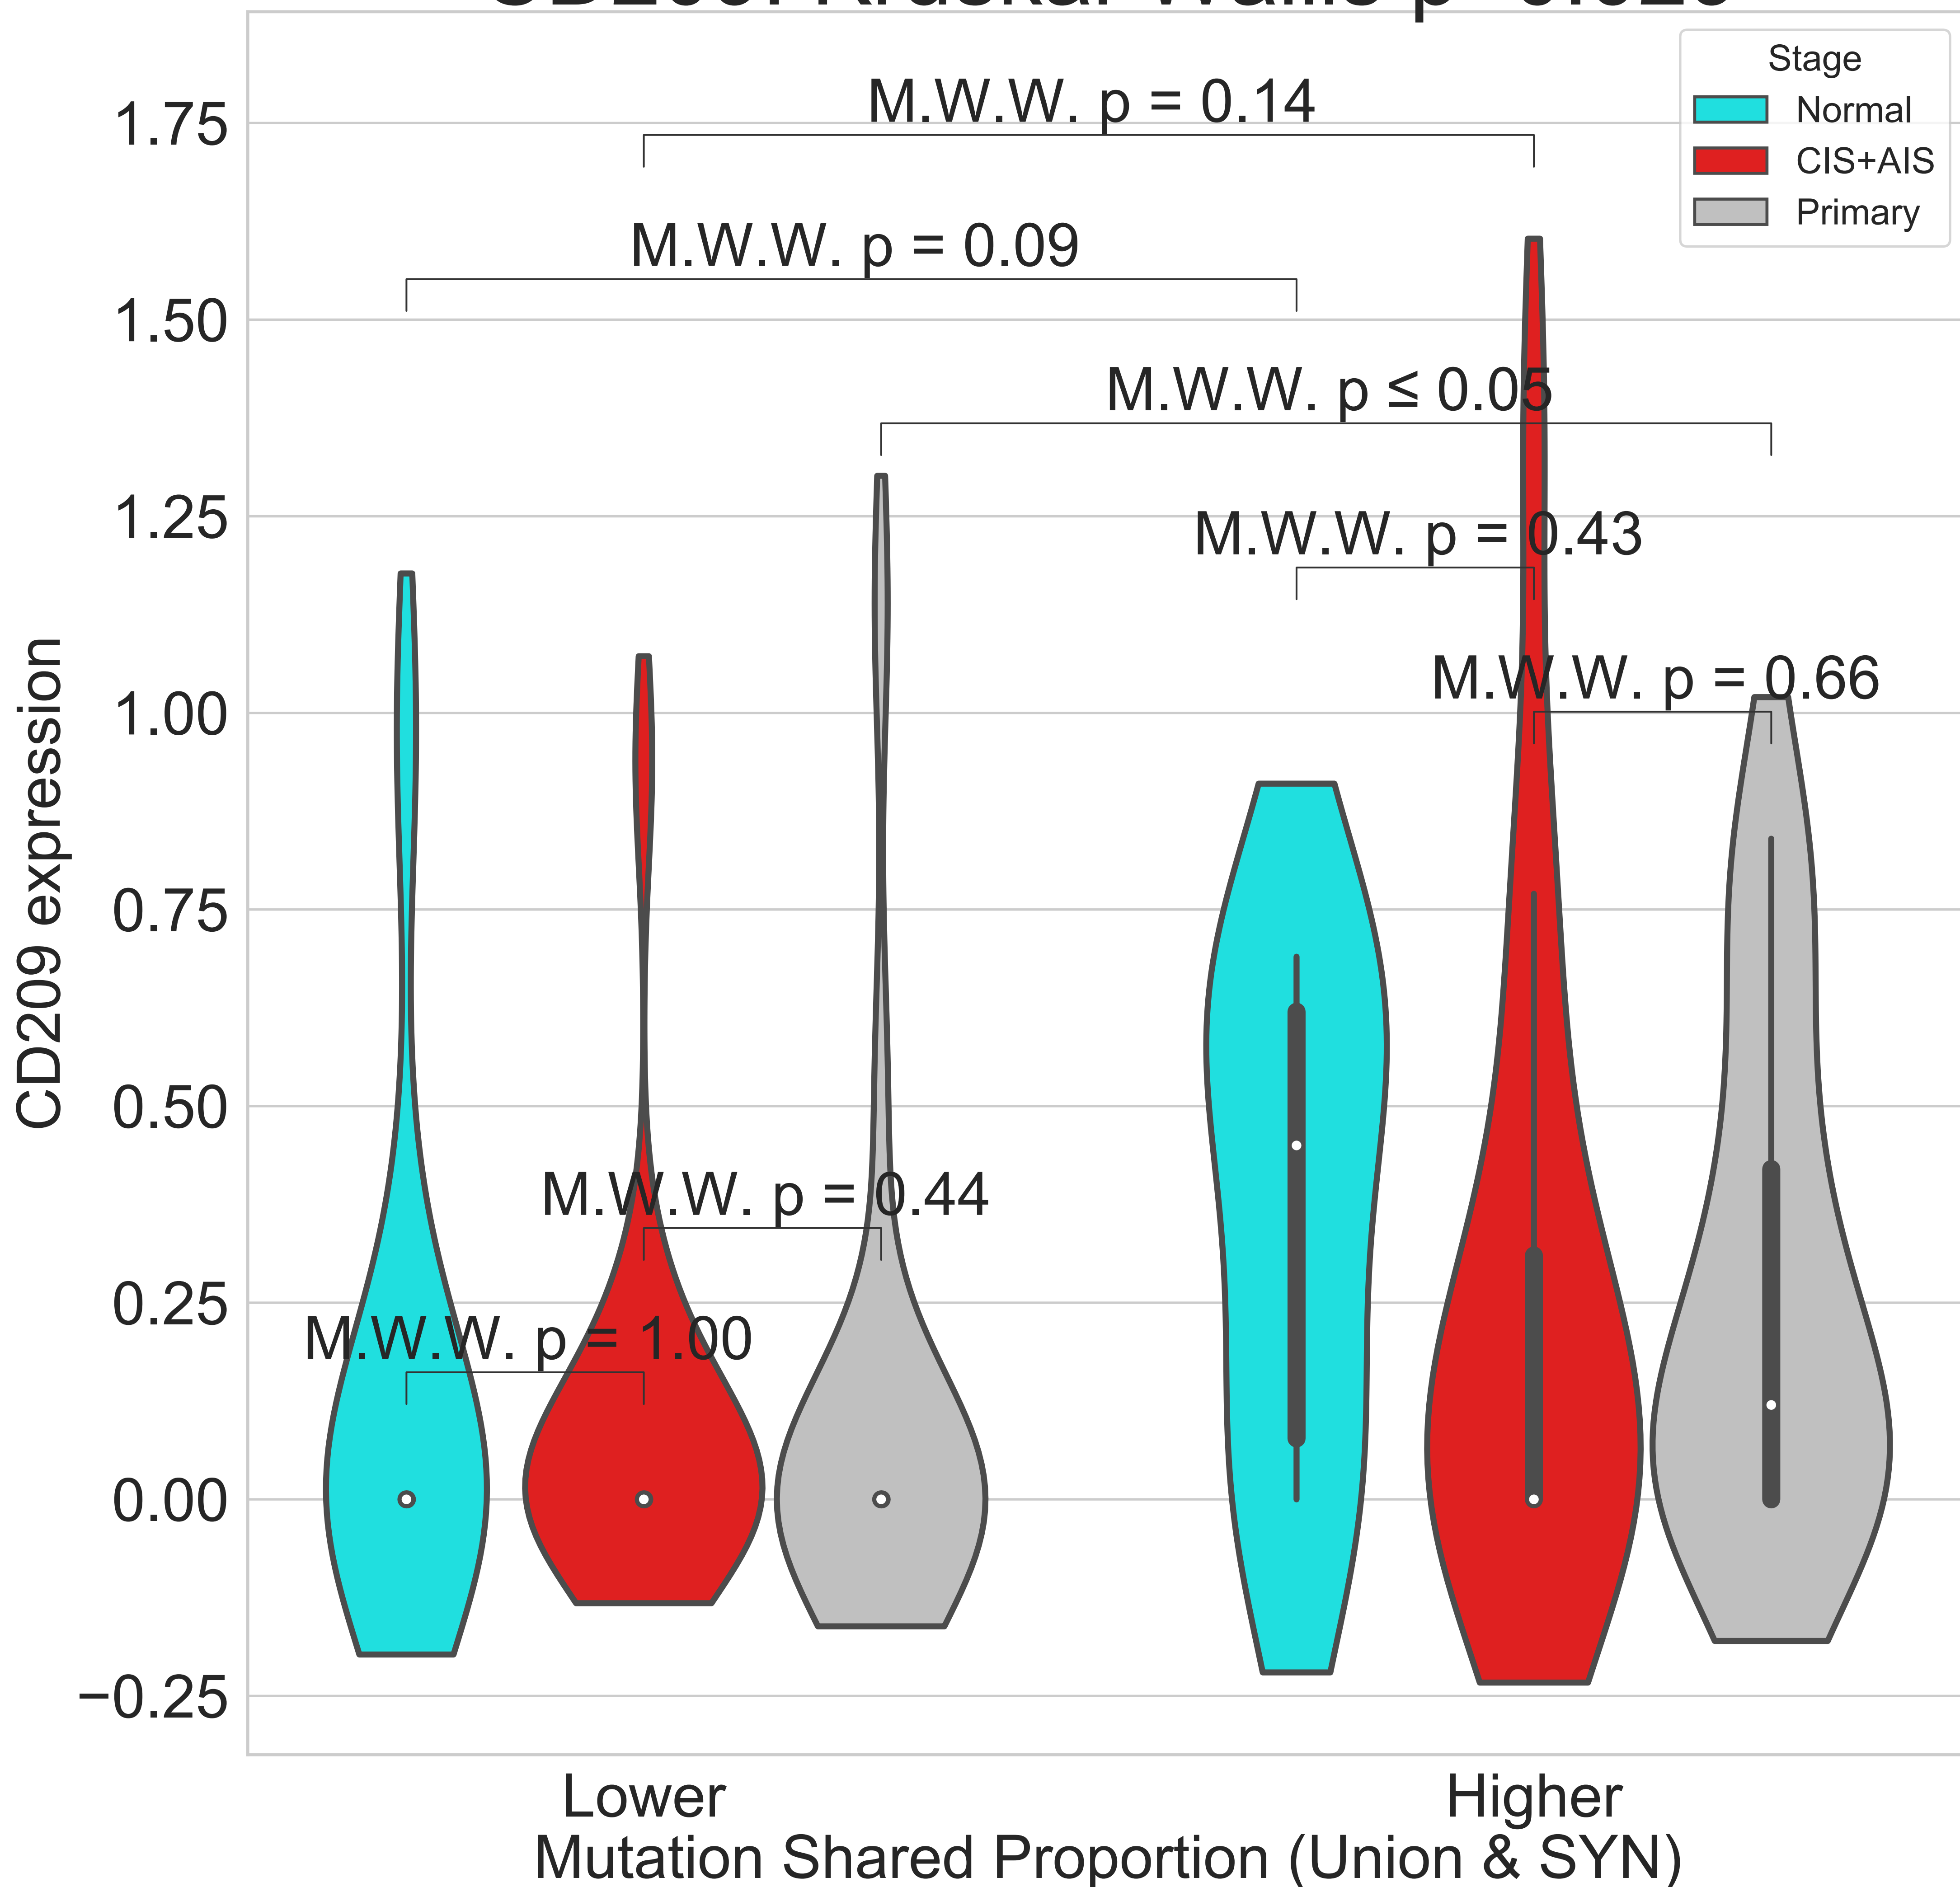 Stage
Normal
CIS+AIS
Primary
M.W.W. p = 0.14
M.W.W. p = 0.09
M.W.W. p ≤ 0.05
M.W.W. p = 0.43
M.W.W. p = 0.66
M.W.W. p = 0.44
M.W.W. p = 1.00
CD209 expression
1.75
1.50
1.25
1.00
0.75
0.50
0.25
0.00
−0.25
Lower
Higher
Mutation Shared Proportion (Union & SYN)